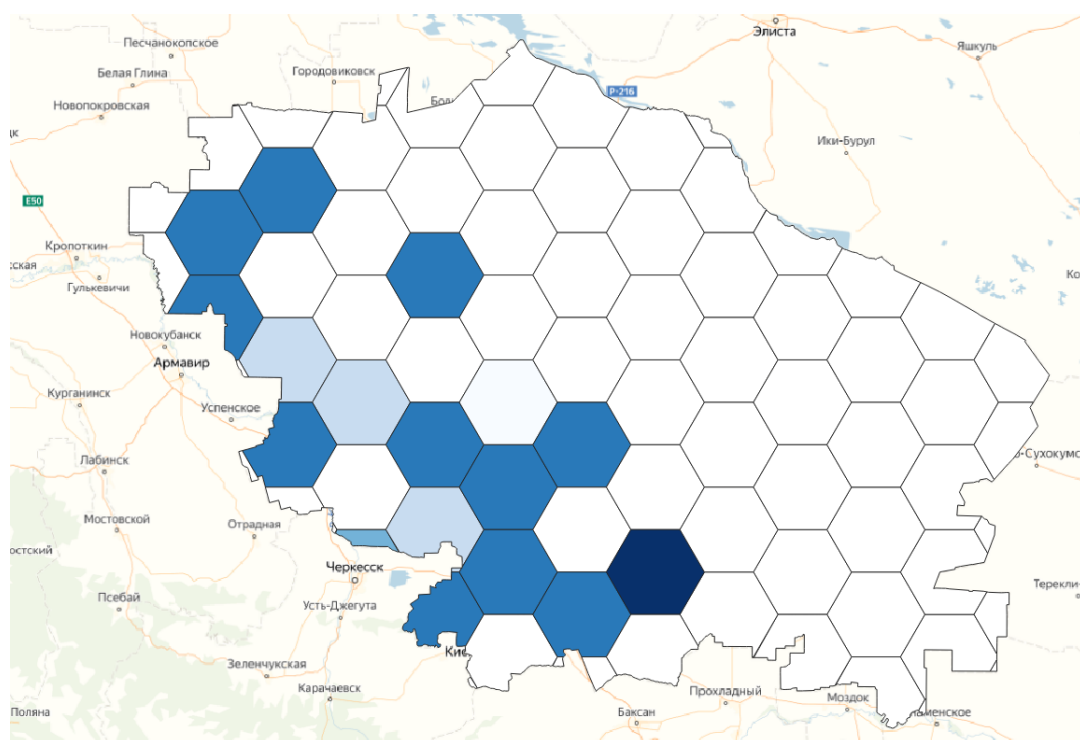 Элиста
Песчанокопское
Яшкуль
Белая Глина
Городовиковск
Р-216
Новопокровская
Ики-Бурул
E50
Кропоткин
Гулькевичи
Новокубанск
Армавир
Курганинск
Успенское
Лабинск
Мостовской
Отрадная
Черкесск
Псебай
Усть-Джегута
Зеленчукская
Карачаевск
Прохладный
Моздок
Баксан
Поляна